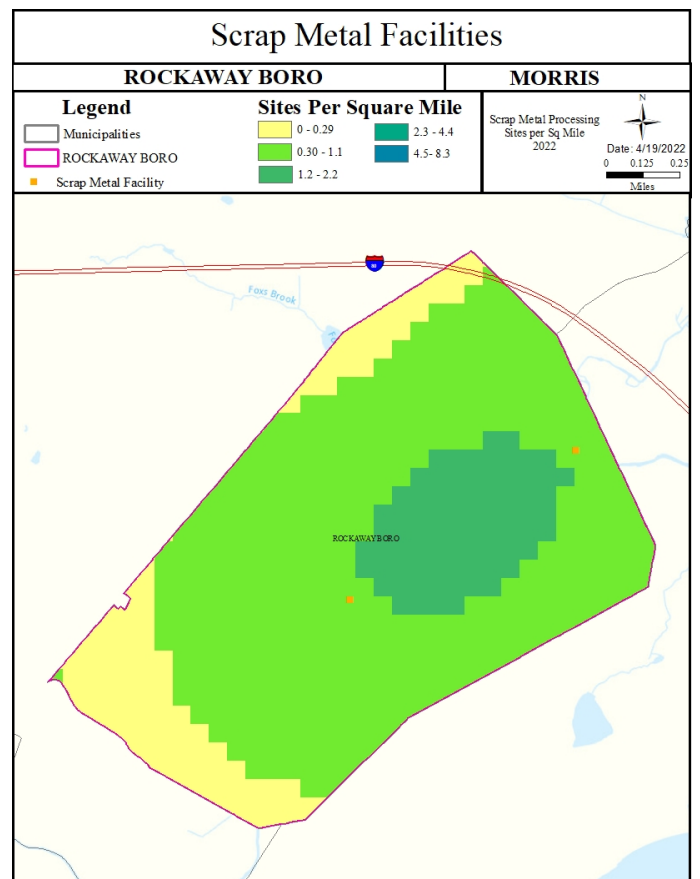 Scrap Metal Facilities
ROCKAWAY BORO
MORRIS
Legend
Municipalities
ROCKAWAY BORO
Scrap Metal Facility
Sites Per Square Mile
0 - 0.29
0.30 - 1.1
1.2 - 2.2
2.3 - 4.4
4.5- 8.3
Scrap Metal Processing
Sites per Sq Mile
2022
N
Date: 4/19/2022
0 0.125 0.25
Miles
Foxs Brook
ROCKAWAY BORO